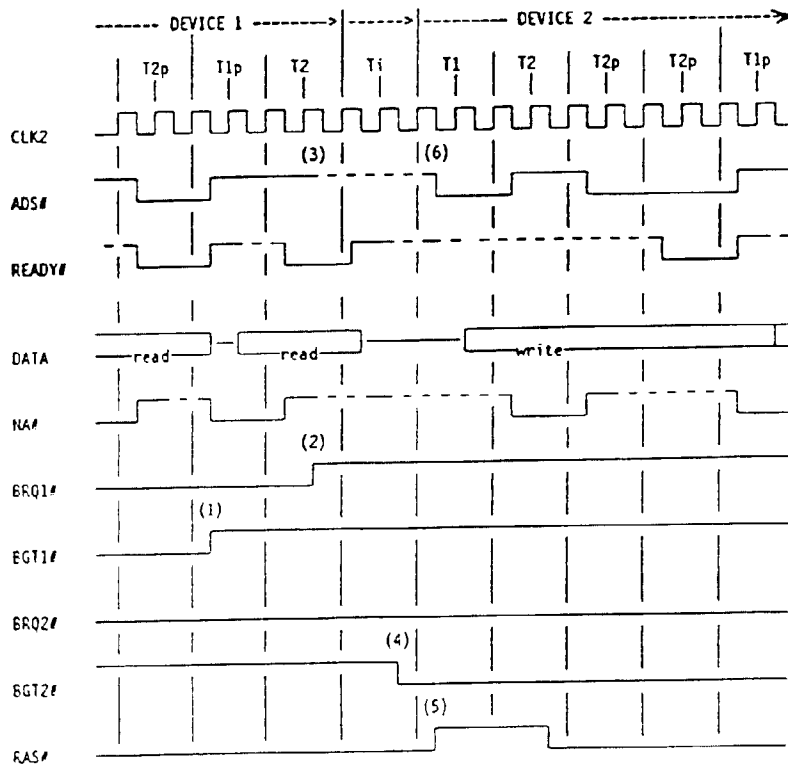 DEVICE 1 DEVICE 2
T2p T1p T2 Ti T1 T2 T2p T2p T1p
CLK2
(3) (6)
ADS#
READY#
DATA read read write
NA#
(2)
BRQ1#
(1)
BGT1#
BRQ2#
(4)
BGT2#
(5)
RAS#